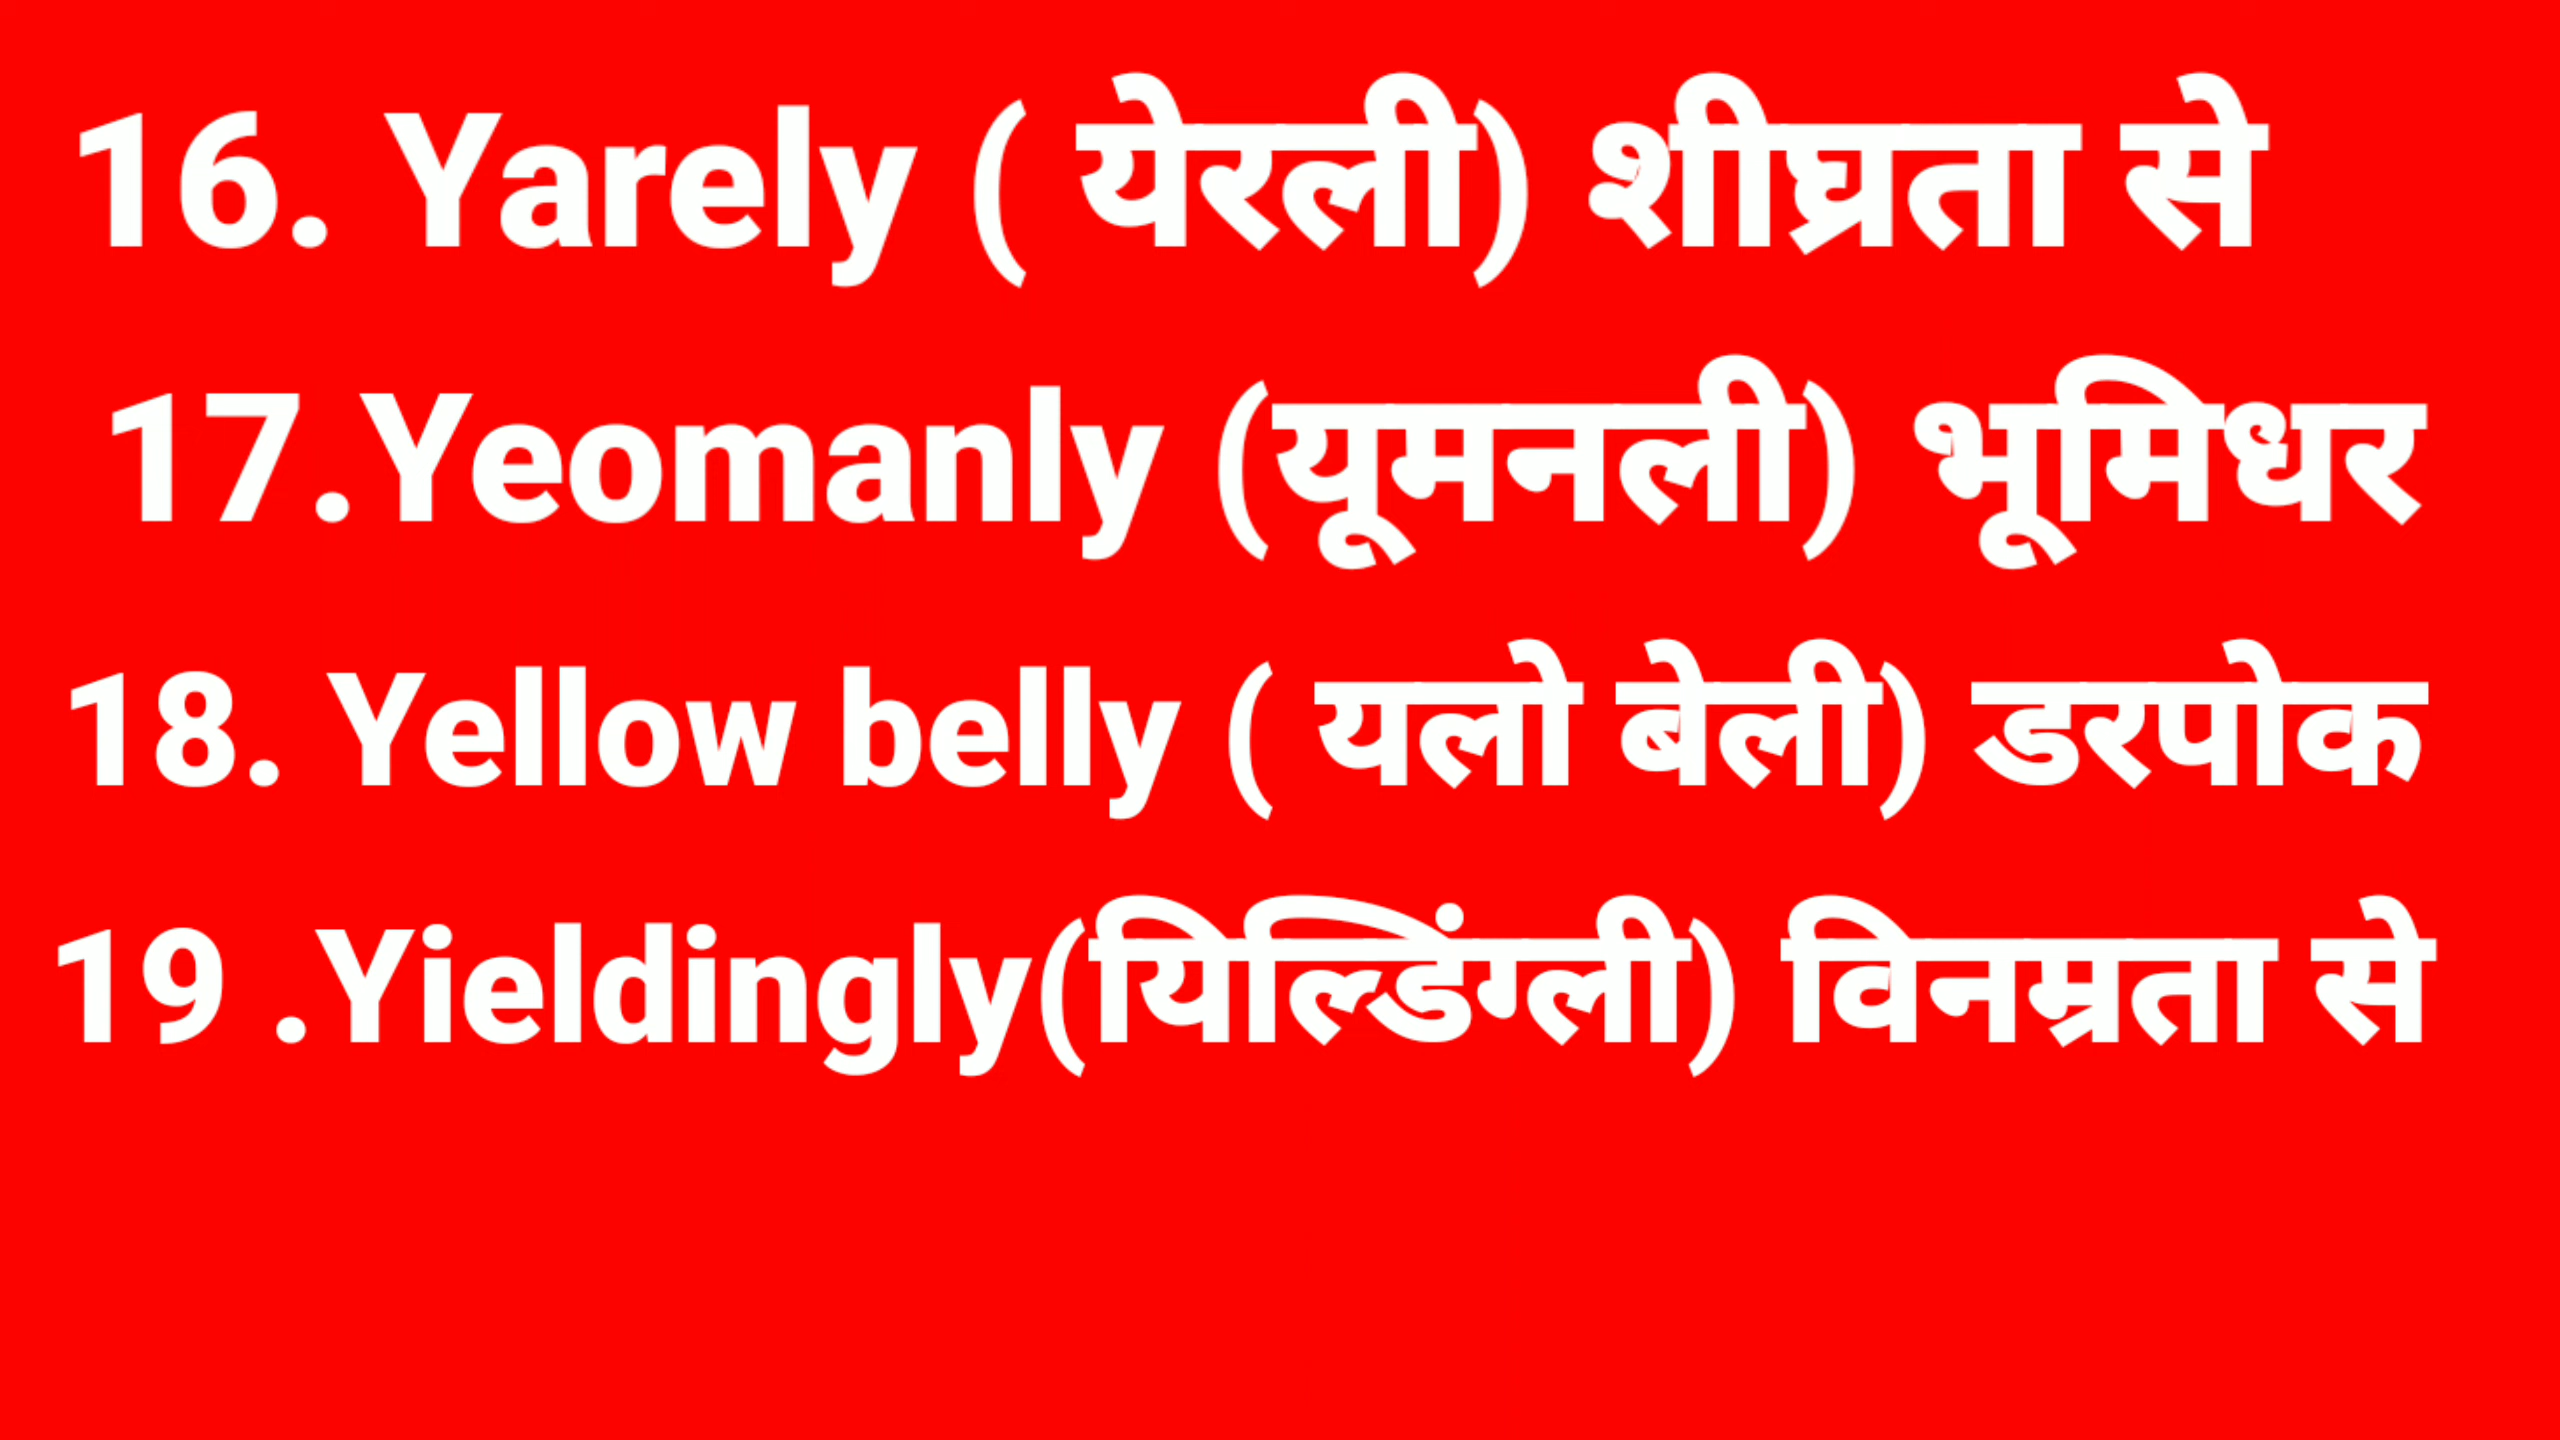 16. Yarely ( येरली) शीघ्रता से
17.Yeomanly (यूमनली) भूमिधर
18. Yellow belly ( यलो बेली) डरपोक
19 .Yieldingly(यिल्डिंग्ली) विनम्रता से